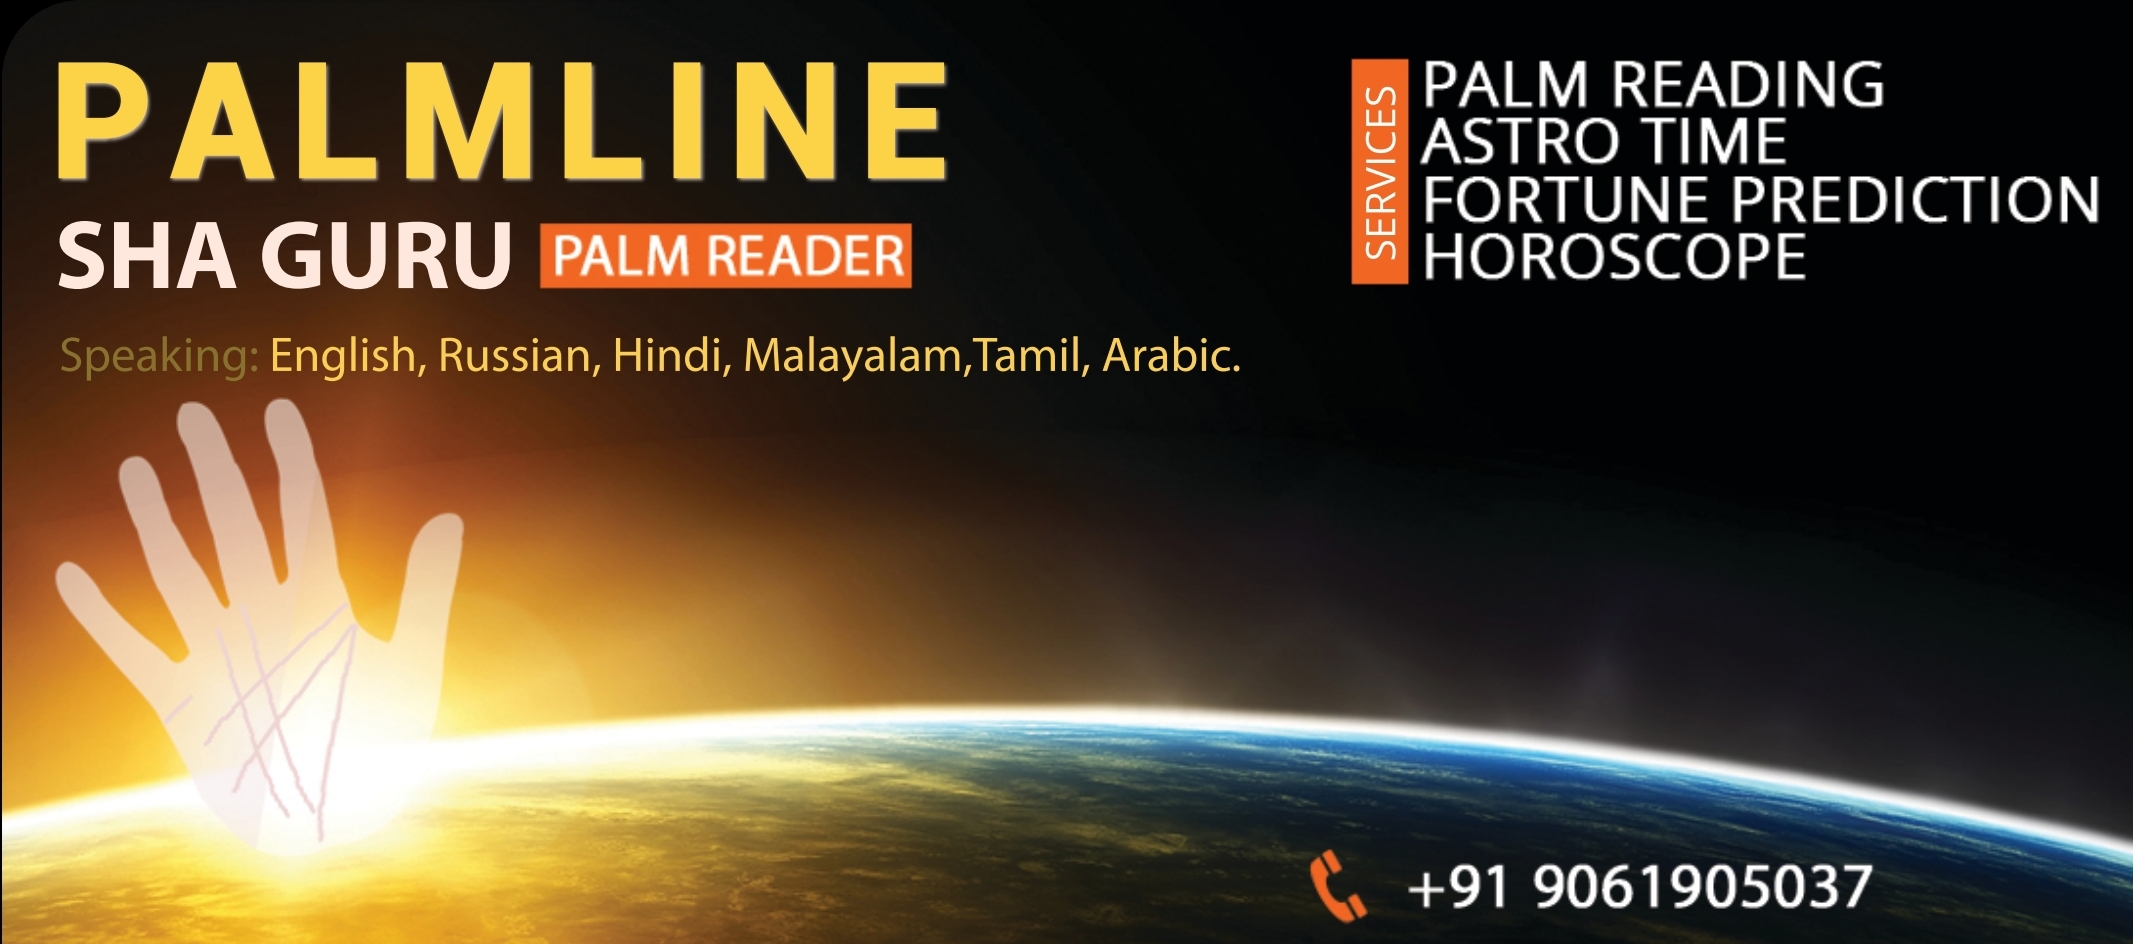 PALMLINE
SHA GURU PALM READER
Speaking: English, Russian, Hindi, Malayalam,Tamil, Arabic.
SERVICES
PALM READING
ASTRO TIME
FORTUNE PREDICTION
HOROSCOPE
+91 9061905037